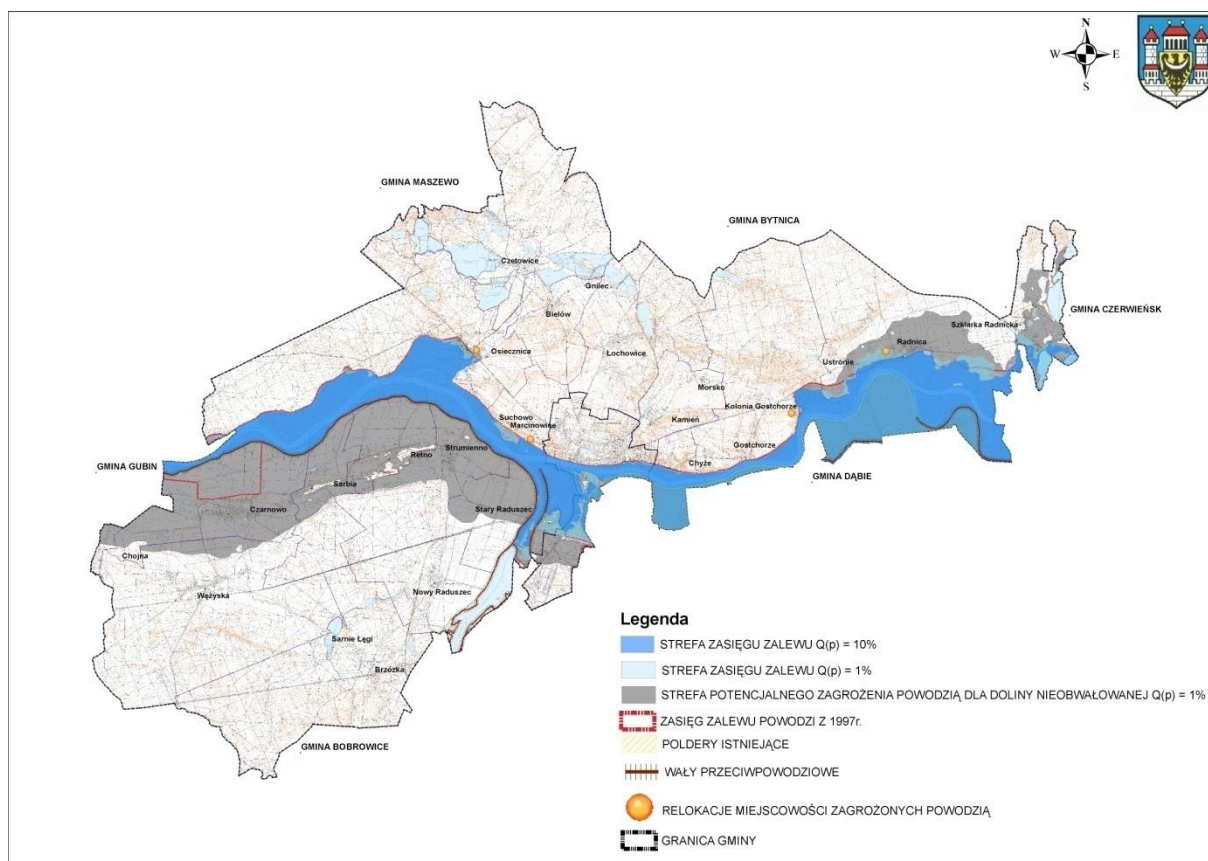 N
W E
S
GMINA MASZEWO
GMINA BYTNICA
Czetowice
Gnilec
GMINA CZERWIEŃSK
Bielów
Szklarka Radnicka
Radnica
Osiecznica
Łochowice
Ustronie
Morsko
Kolonia Gostchorze
Suchowo
Marcinowice
Kamień
Gostchorze
Strumienno
Retno
Chyże
GMINA GUBIN
GMINA DĄBIE
Sarbia
Czarnowo
Stary Raduszec
Chojna
Wężyska
Nowy Raduszec
Sarnie Łęgi
Brzózka
GMINA BOBROWICE
Legenda
STREFA ZASIĘGU ZALEWU Q(p) = 10%
STREFA ZASIĘGU ZALEWU Q(p) = 1%
STREFA POTENCJALNEGO ZAGROŻENIA POWODZIĄ DLA DOLINY NIEOBWAŁOWANEJ Q(p) = 1%
ZASIĘG ZALEWU POWODZI Z 1997r.
POLDERY ISTNIEJĄCE
WAŁY PRZECIWPOWODZIOWE
RELOKACJE MIEJSCOWOŚCI ZAGROŻONYCH POWODZIĄ
GRANICA GMINY